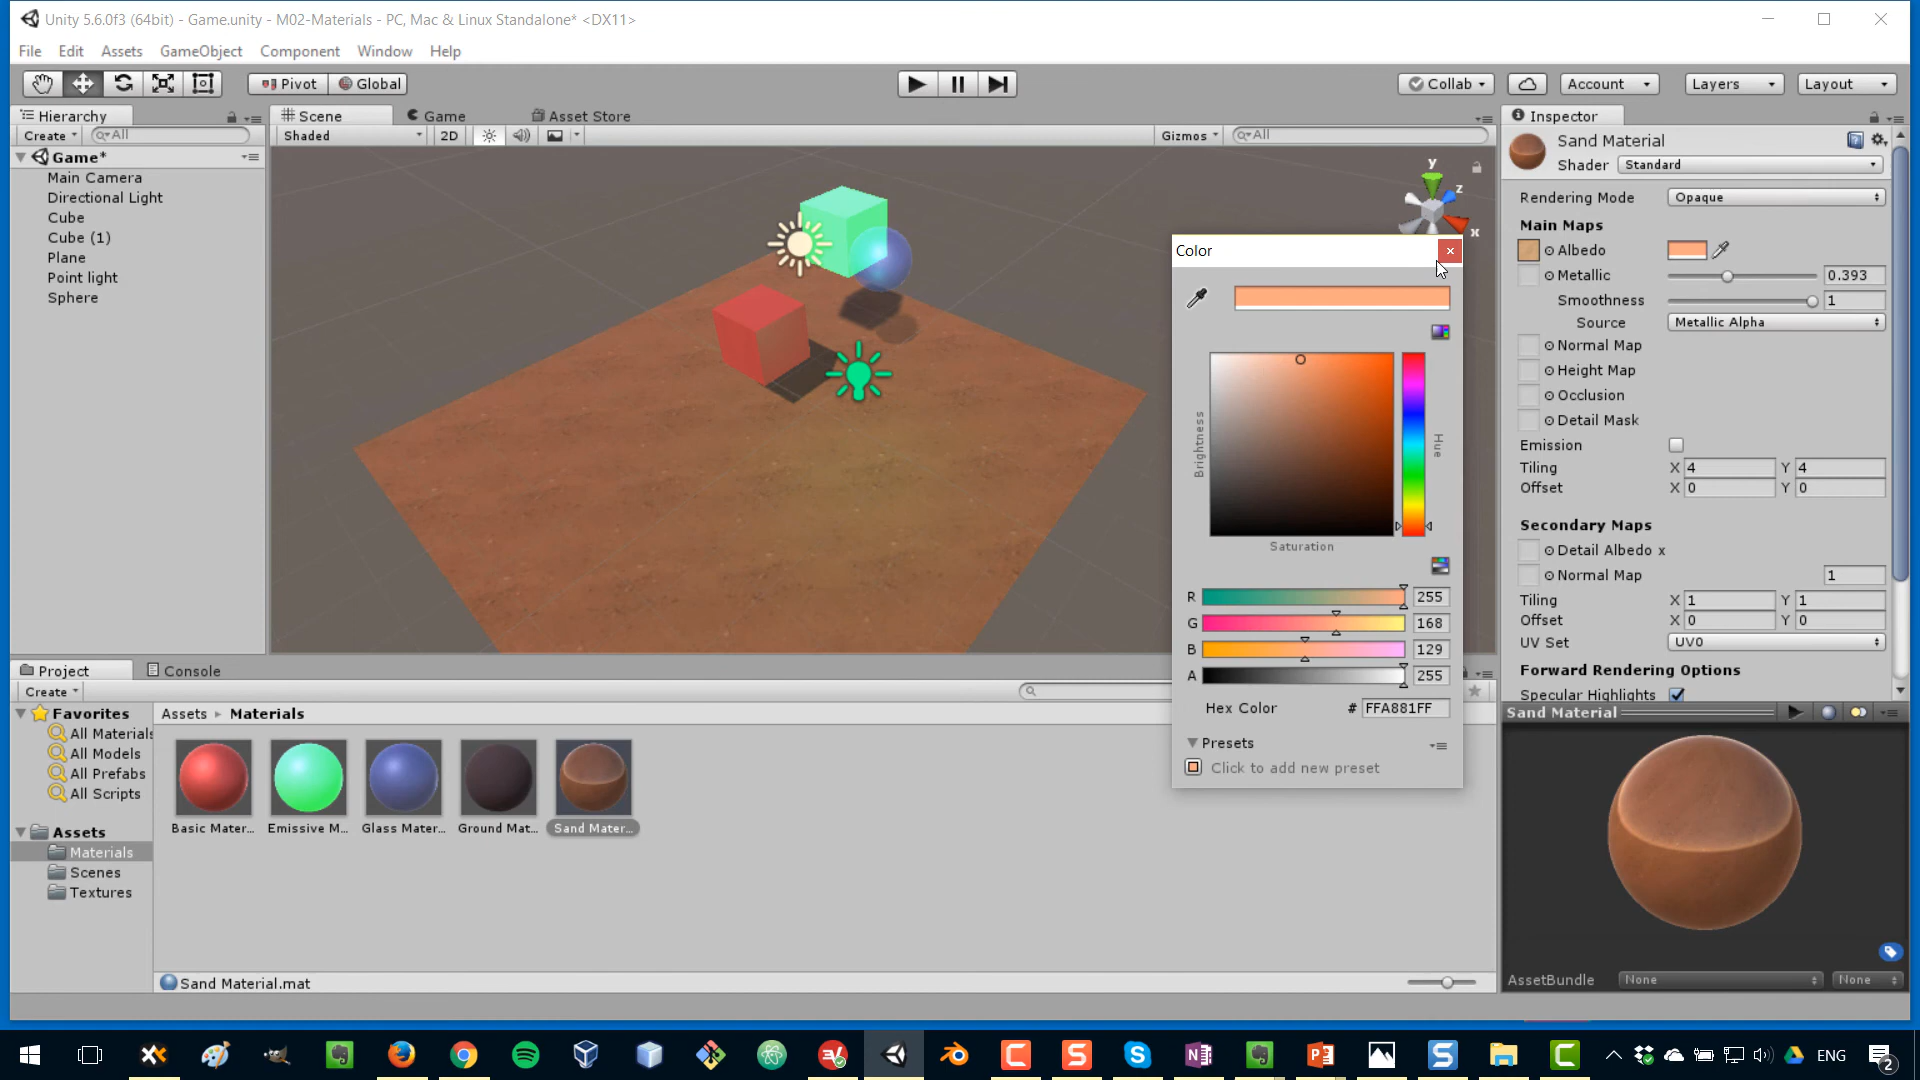 Unity 5.6.0f3 (64bit) - Game.unity - M02-Materials - PC, Mac & Linux Standalone* <DX11>
File Edit Assets GameObject Component Window Help
Pivot Global Collab Account Layers Layout
Hierarchy
Create All
Game*
Main Camera
Directional Light
Cube
Cube (1)
Plane
Point light
Sphere
Scene Game Asset Store
Shaded 2D Gizmos All
y
z
x
Color
Brightness
Hue
Saturation
R 255
G 168
B 129
A 255
Hex Color # FFA881FF
Presets
Click to add new preset
Inspector
Sand Material
Shader Standard
Rendering Mode Opaque
Main Maps
Albedo
Metallic 0.393
Smoothness 1
Source Metallic Alpha
Normal Map
Height Map
Occlusion
Detail Mask
Emission
Tiling X 4 Y 4
Offset X 0 Y 0
Secondary Maps
Detail Albedo x
Normal Map 1
Tiling X 1 Y 1
Offset X 0 Y 0
UV Set UV0
Forward Rendering Options
Specular Highlights
Sand Material
AssetBundle None None
Project Console
Create
Favorites
All Materials
All Models
All Prefabs
All Scripts
Assets
Materials
Scenes
Textures
Assets Materials
Basic Mater... Emissive M... Glass Mater... Ground Mat... Sand Mater...
Sand Material.mat
ENG 2